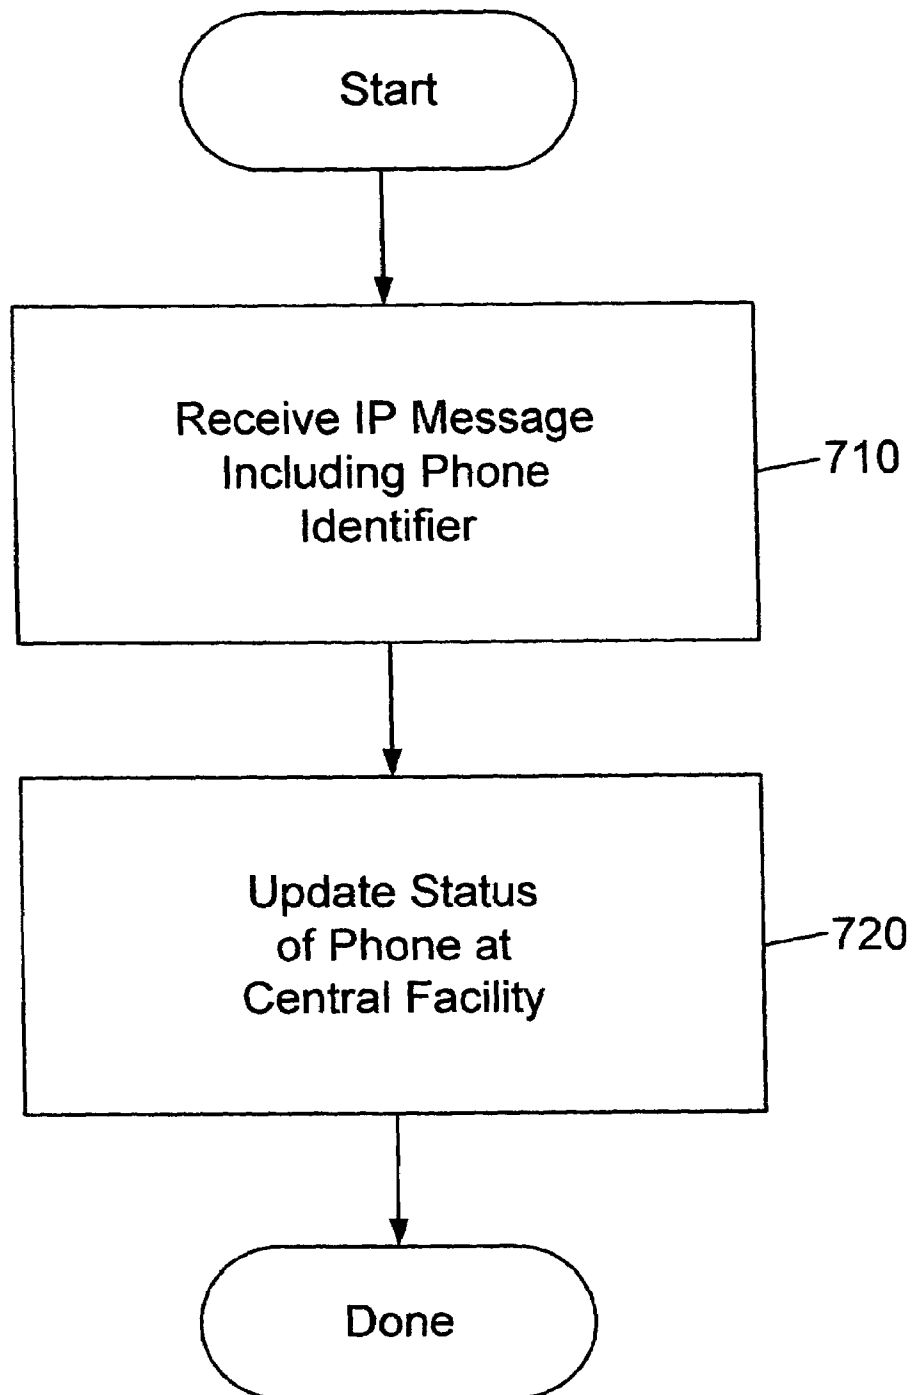 Start
Receive IP Message
Including Phone
Identifier
710
Update Status
of Phone at
Central Facility
720
Done